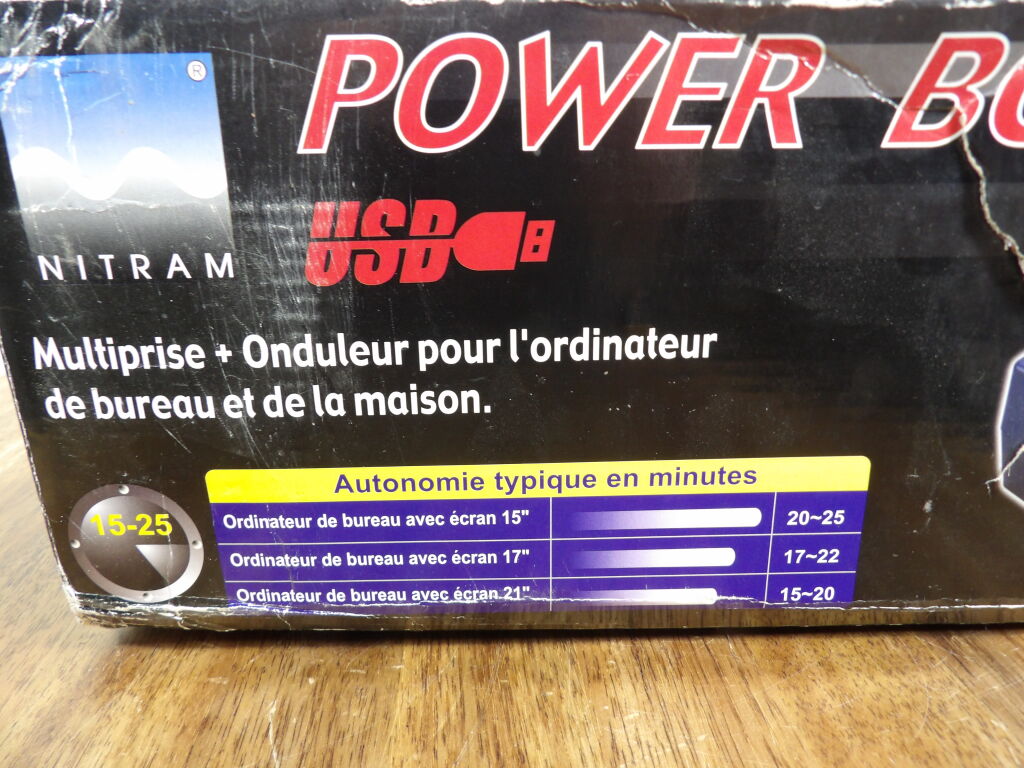 ®
POWER BO
NITRAM
USB
Multiprise + Onduleur pour l'ordinateur
de bureau et de la maison.
15-25
Autonomie typique en minutes
Ordinateur de bureau avec écran 15" 20~25
Ordinateur de bureau avec écran 17" 17~22
Ordinateur de bureau avec écran 21" 15~20